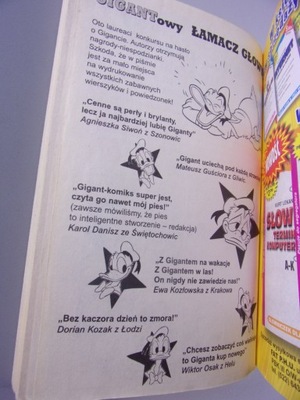 GIGANTowy ŁAMACZ GŁOW
Oto laureaci konkursu na hasło
o Gigancie. Autorzy otrzymują
nagrody-niespodzianki.
Szkoda, że w piśmie
jest za mało miejsca
na wydrukowanie
wszystkich zabawnych
wierszyków i powiedzonek!
„Cenne są perły i brylanty,
lecz ja najbardziej lubię Giganty”
Agnieszka Siwoń z Szonowic
„Gigant uciechą pod każdą
Mateusz Guściora z Gliwic
„Gigant-komiks super jest,
czyta go nawet mój pies!”
(zawsze mówiliśmy, że pies
to inteligentne stworzenie – redakcja)
Karol Danisz ze Świętochowic
„Z Gigantem na wakacje
Z Gigantem w las!
On nigdy nie zawiedzie nas!”
Ewa Kozłowska z Krakowa
„Bez kaczora dzień to zmora!”
Dorian Kozak z Łodzi
„Chcesz zobaczyć coś
to Giganta kup nowego”
Wiktor Osak z Helu
SŁOW
TERMIN
KOMPUTER
A-K